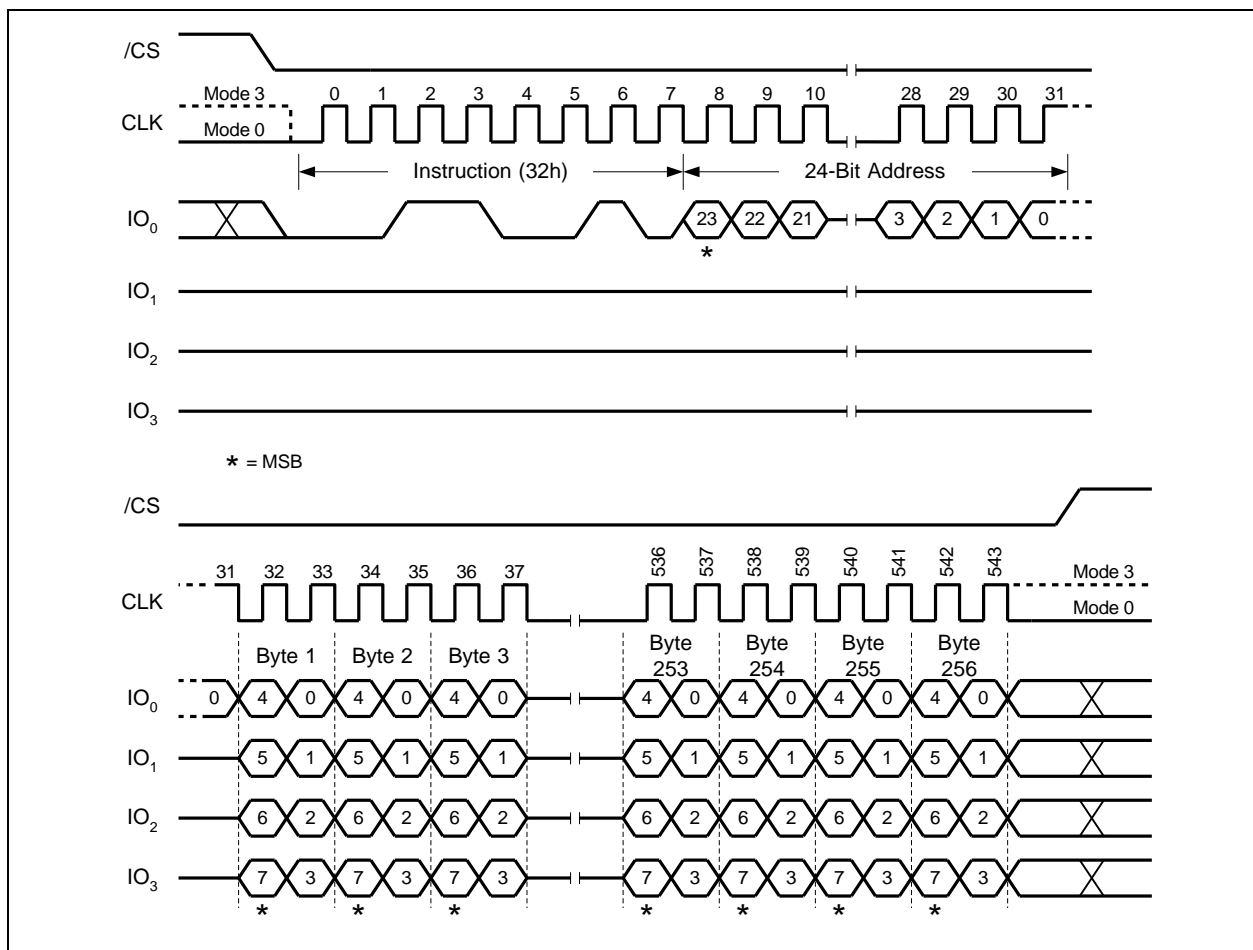 /CS
Mode 3 0 1 2 3 4 5 6 7 8 9 10 28 29 30 31
CLK
Mode 0
Instruction (32h) 24-Bit Address
IO0 23 22 21 3 2 1 0
*
IO1
IO2
IO3
* = MSB
/CS
31 32 33 34 35 36 37 536 537 538 539 540 541 542 543 Mode 3
CLK
Mode 0
Byte 1 Byte 2 Byte 3 Byte 253 Byte 254 Byte 255 Byte 256
IO0 0 4 0 4 0 4 0 4 0 4 0 4 0 4 0
IO1 5 1 5 1 5 1 5 1 5 1 5 1 5 1
IO2 6 2 6 2 6 2 6 2 6 2 6 2 6 2
IO3 7 3 7 3 7 3 7 3 7 3 7 3 7 3
* * * * * * *